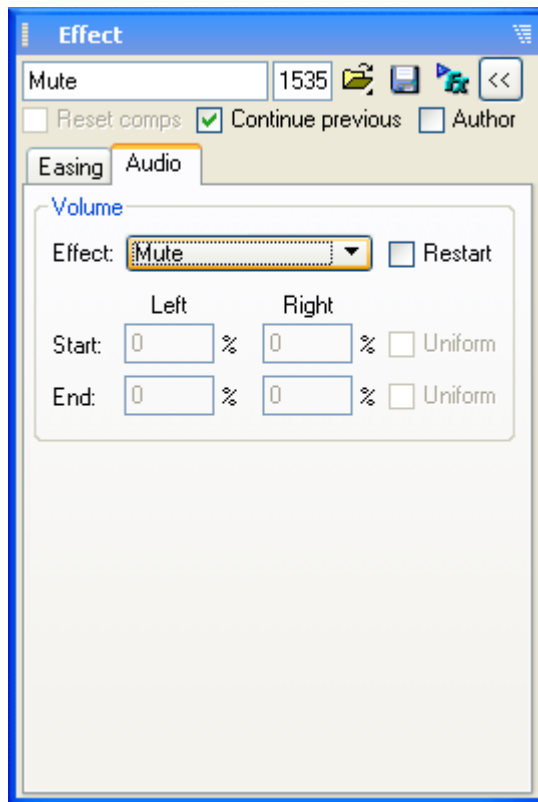 Effect
Mute 1535 Fx <<
Reset comps Continue previous Author
Easing Audio
Volume
Effect: Mute Restart
Left Right
Start: 0 % 0 % Uniform
End: 0 % 0 % Uniform